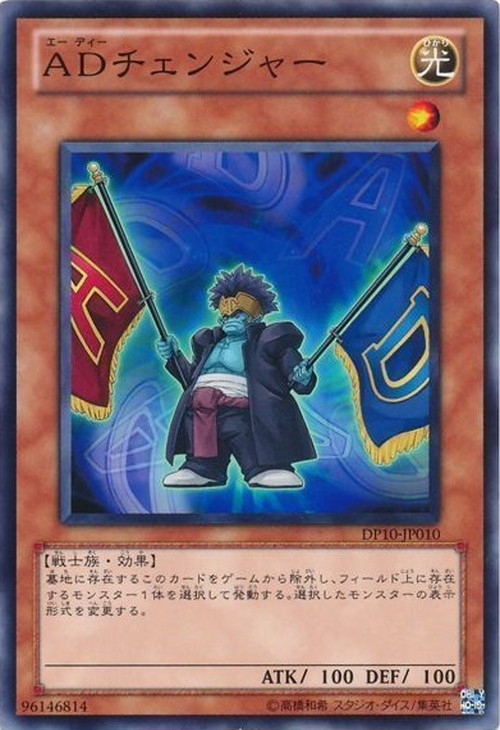 エー ディー
ADチェンジャー
ひかり
光
A D
DP10-JP010
【戦士族・効果】
墓地に存在するこのカードをゲームから除外し、フィールド上に存在
するモンスター1体を選択して発動する。選択したモンスターの表示
形式を変更する。
ATK/ 100 DEF/ 100
96146814
©高橋和希 スタジオ・ダイス/集英社